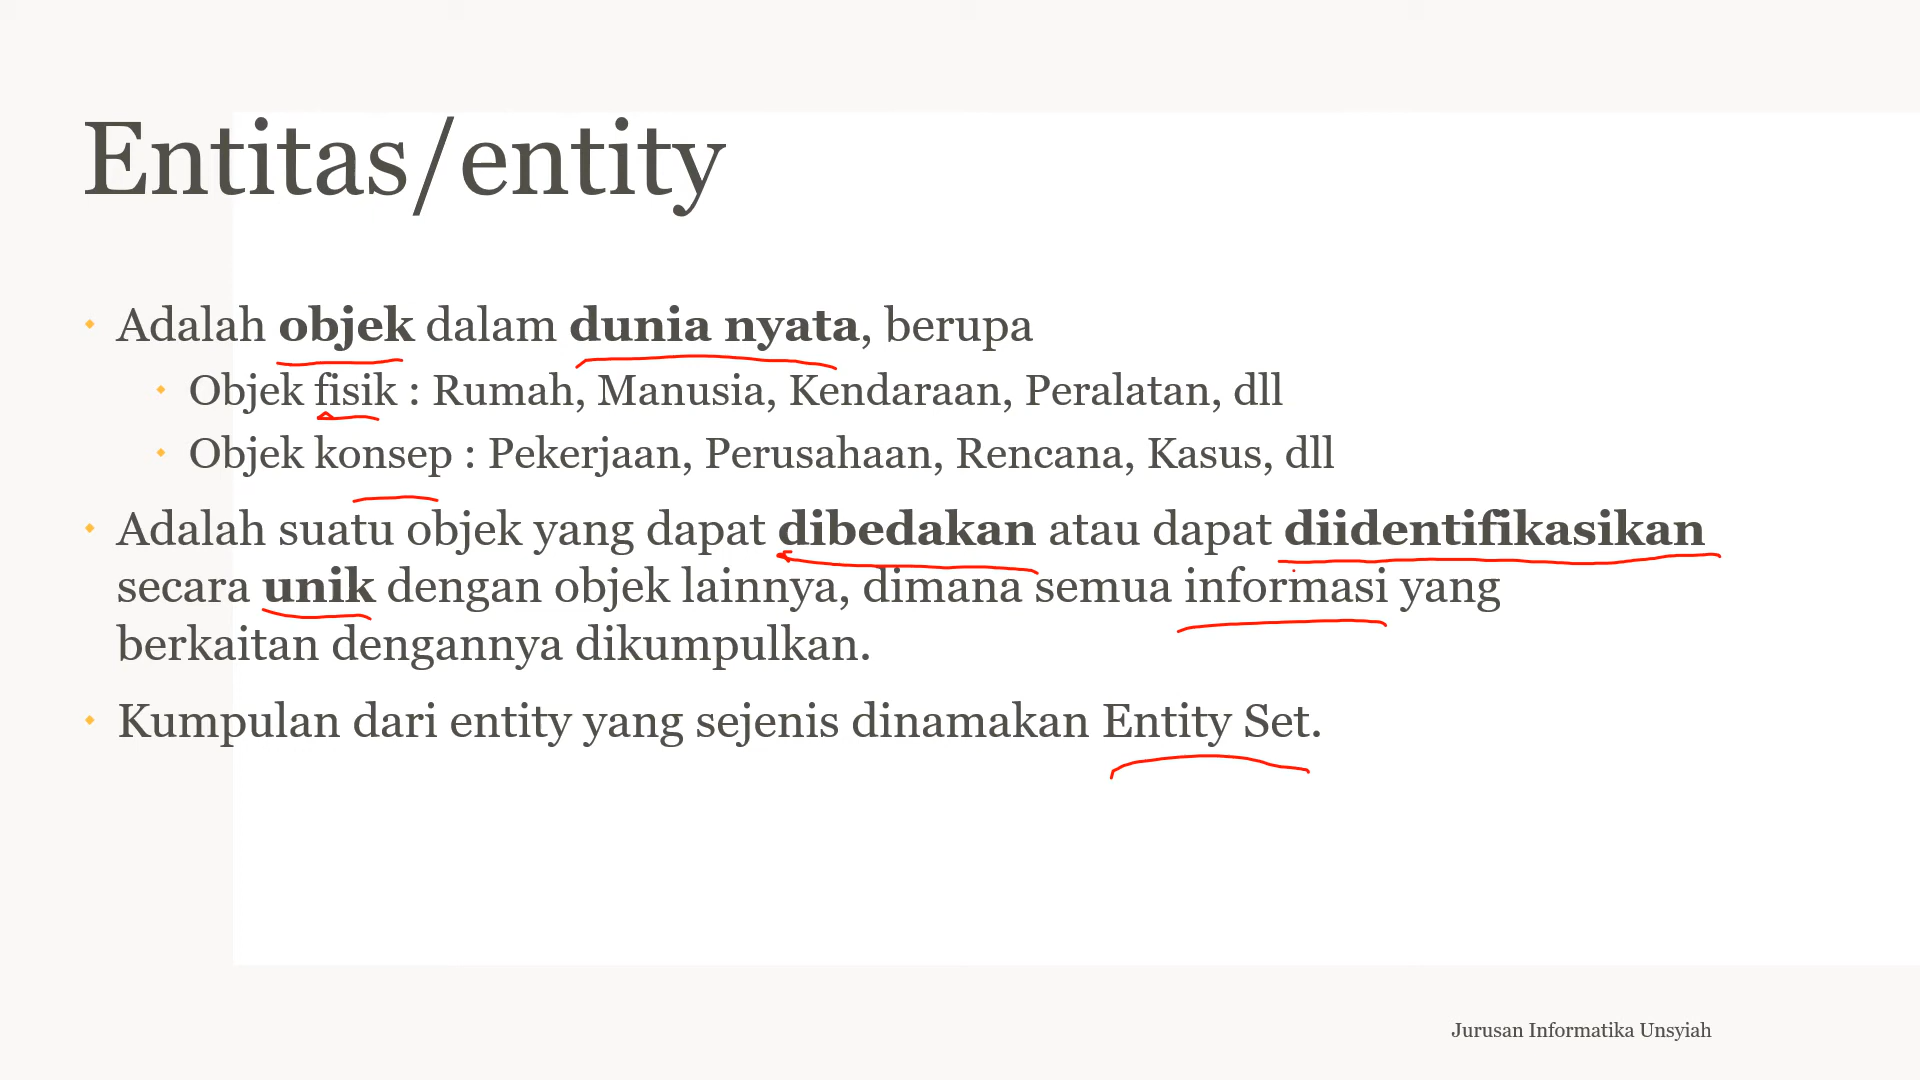 Entitas/entity
Adalah objek dalam dunia nyata, berupa
Objek fisik : Rumah, Manusia, Kendaraan, Peralatan, dll
Objek konsep : Pekerjaan, Perusahaan, Rencana, Kasus, dll
Adalah suatu objek yang dapat dibedakan atau dapat diidentifikasikan
secara unik dengan objek lainnya, dimana semua informasi yang
berkaitan dengannya dikumpulkan.
Kumpulan dari entity yang sejenis dinamakan Entity Set.
Jurusan Informatika Unsyiah